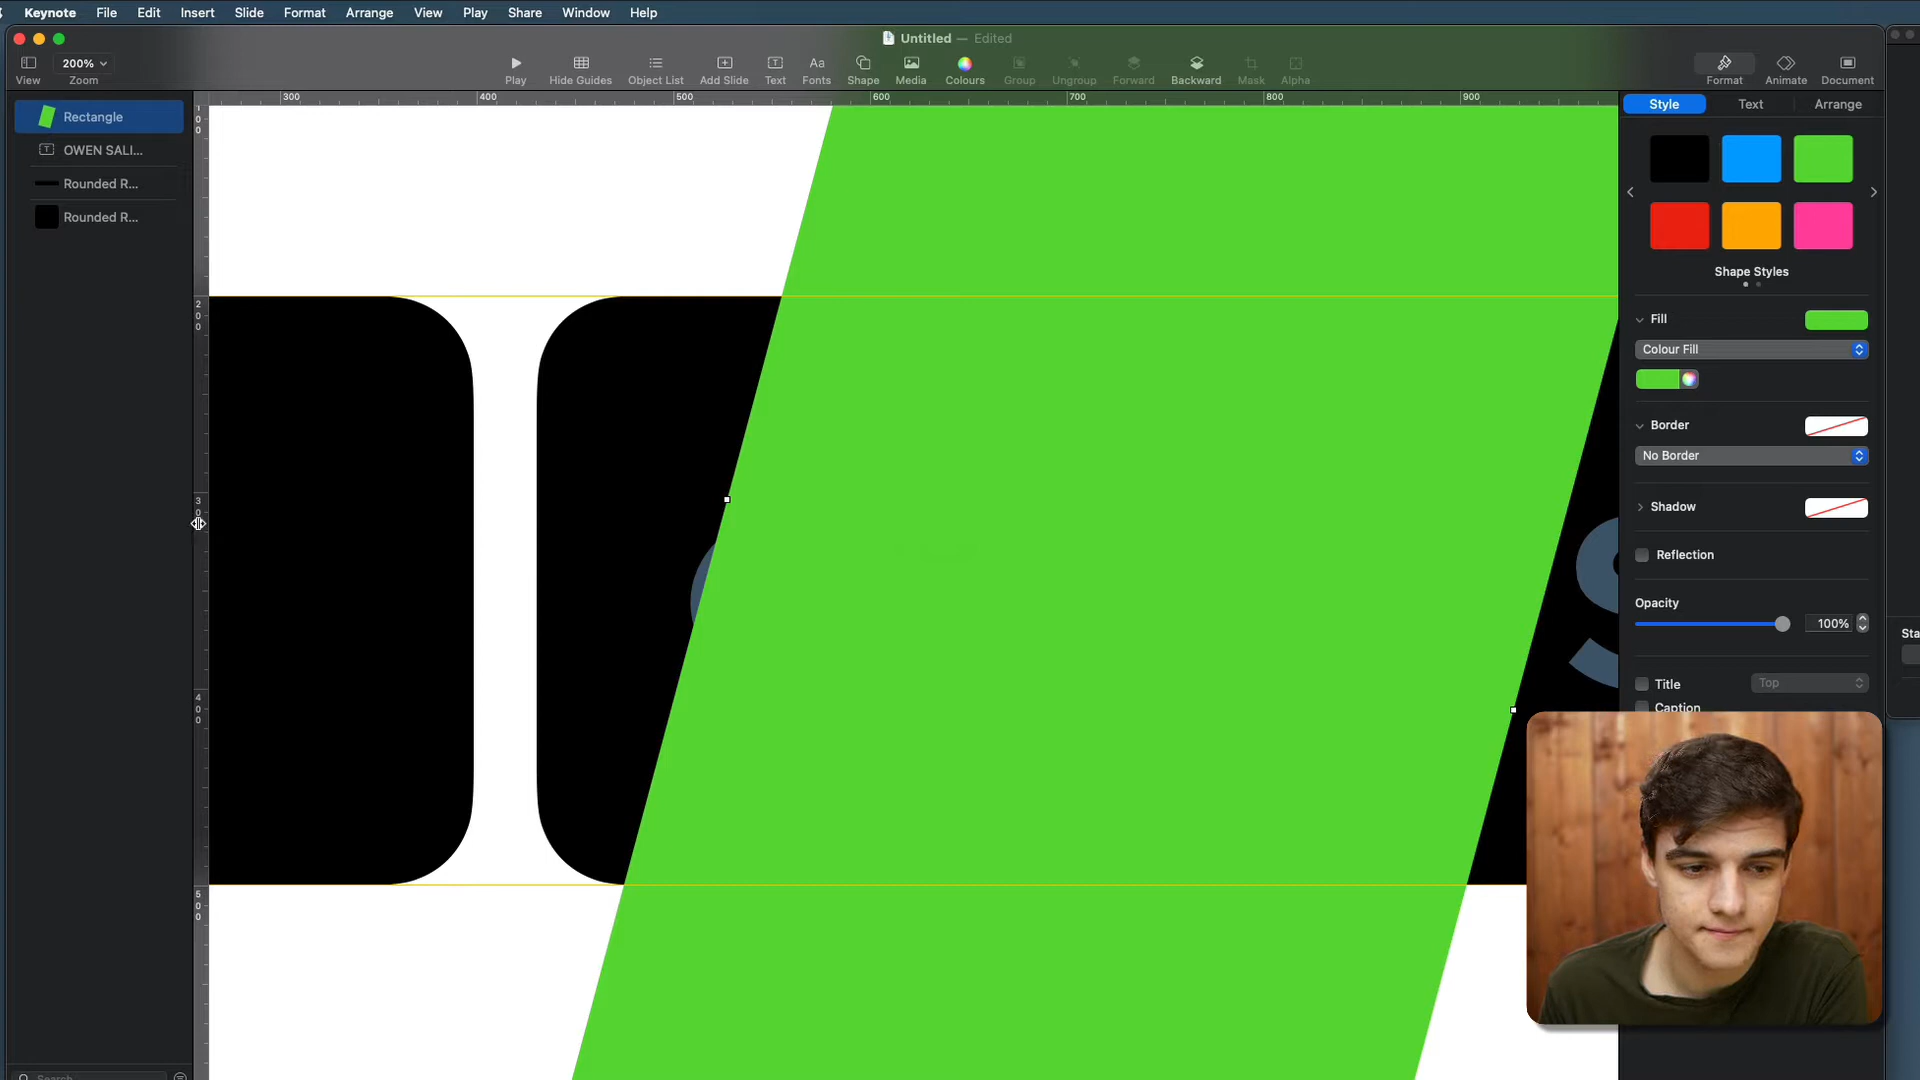 Keynote File Edit Insert Slide Format Arrange View Play Share Window Help
Untitled — Edited
200%
View Zoom Play Hide Guides Object List Add Slide Text Fonts Shape Media Colours Group Ungroup Forward Backward Mask Alpha Format Animate Document
Aa
300 400 500 600 700 800 900
Style Text Arrange
Rectangle
OWEN SALI...
Rounded R...
Rounded R...
200
300
400
500
Shape Styles
Fill
Colour Fill
Border
No Border
Shadow
Reflection
Opacity
100%
Title Top
Caption
Sta
S
Search